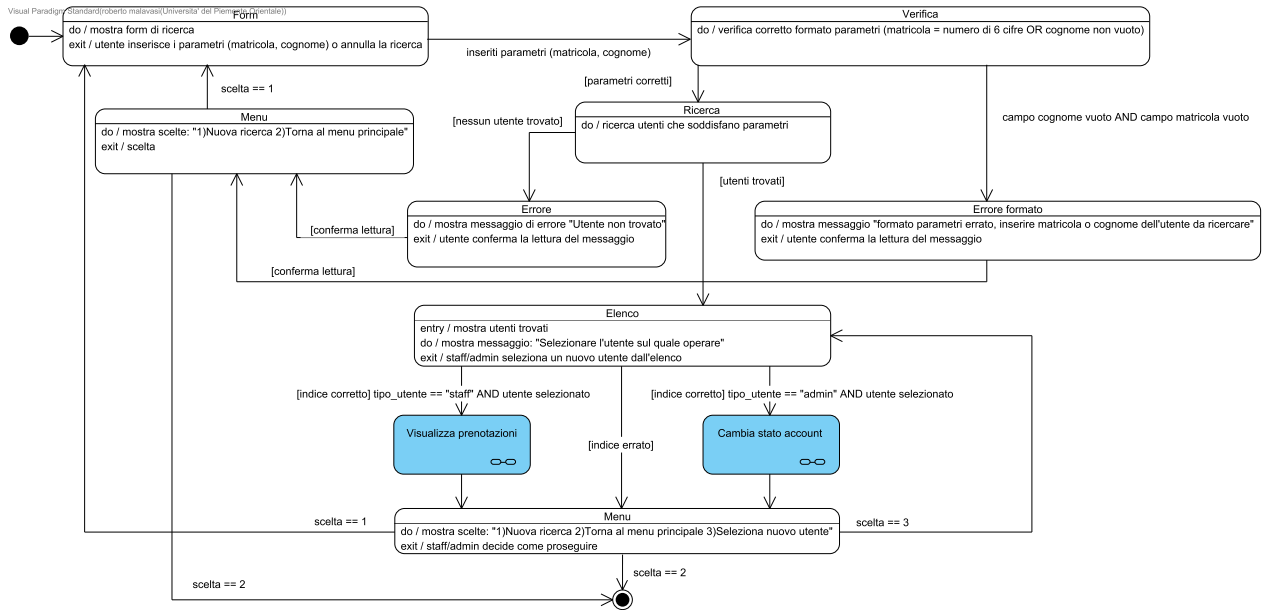 Visual Paradigm Standard(roberto malavasi(Universita' del Piemonte Orientale))
Form
do / mostra form di ricerca
exit / utente inserisce i parametri (matricola, cognome) o annulla la ricerca
inseriti parametri (matricola, cognome)
Verifica
do / verifica corretto formato parametri (matricola = numero di 6 cifre OR cognome non vuoto)
[parametri corretti]
scelta == 1
Menu
do / mostra scelte: "1)Nuova ricerca 2)Torna al menu principale"
exit / scelta
[nessun utente trovato]
Ricerca
do / ricerca utenti che soddisfano parametri
campo cognome vuoto AND campo matricola vuoto
[utenti trovati]
Errore
do / mostra messaggio di errore "Utente non trovato"
exit / utente conferma la lettura del messaggio
[conferma lettura]
Errore formato
do / mostra messaggio "formato parametri errato, inserire matricola o cognome dell'utente da ricercare"
exit / utente conferma la lettura del messaggio
[conferma lettura]
Elenco
entry / mostra utenti trovati
do / mostra messaggio: "Selezionare l'utente sul quale operare"
exit / staff/admin seleziona un nuovo utente dall'elenco
[indice corretto] tipo_utente == "staff" AND utente selezionato
[indice corretto] tipo_utente == "admin" AND utente selezionato
Visualizza prenotazioni
[indice errato]
Cambia stato account
Menu
do / mostra scelte: "1)Nuova ricerca 2)Torna al menu principale 3)Seleziona nuovo utente"
exit / staff/admin decide come proseguire
scelta == 1
scelta == 3
scelta == 2
scelta == 2